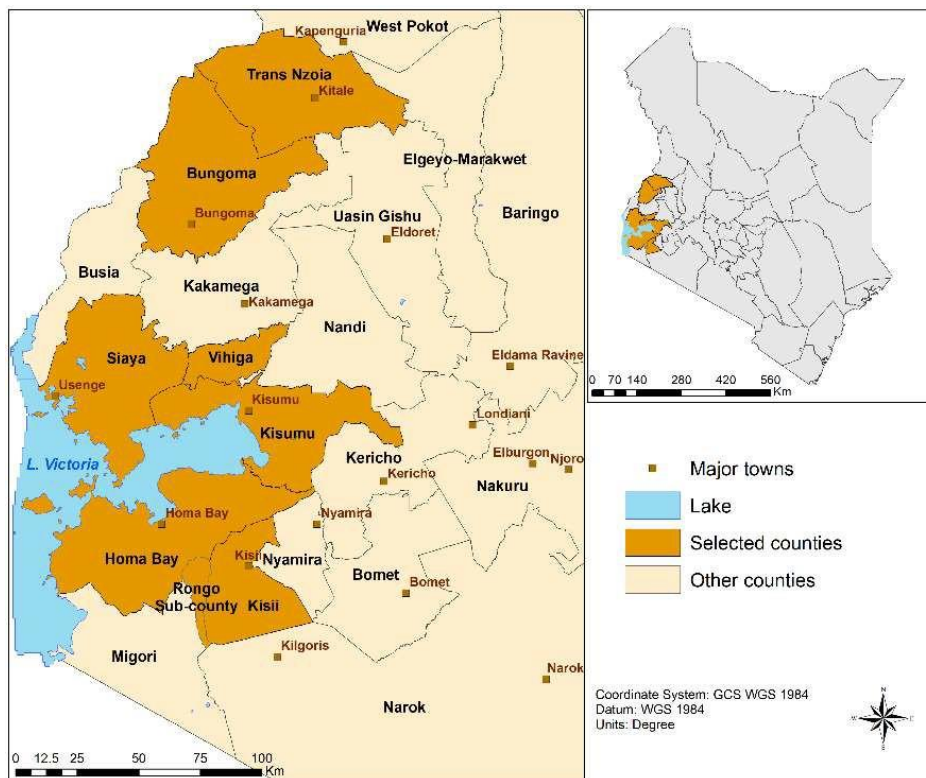 West Pokot
Kapenguria
Trans Nzoia
Kitale
Elgeyo-Marakwet
Bungoma
Baringo
Bungoma
Uasin Gishu
Eldoret
Busia
Kakamega
Kakamega
Nandi
Siaya
Vihiga
Eldama Ravine
Usenge
Kisumu
Londiani
Kisumu
L. Victoria
Kericho
Elburgon
Njoro
Kericho
Nakuru
Homa Bay
Nyamira
Homa Bay
Kisii
Nyamira
Bomet
Rongo
Sub-county
Kisii
Bomet
Migori
Kilgoris
Narok
Narok
0 12.5 25 50 75 100
Km
0 70 140 280 420 560
Km
Major towns
Lake
Selected counties
Other counties
Coordinate System: GCS WGS 1984
Datum: WGS 1984
Units: Degree
N
W
E
S